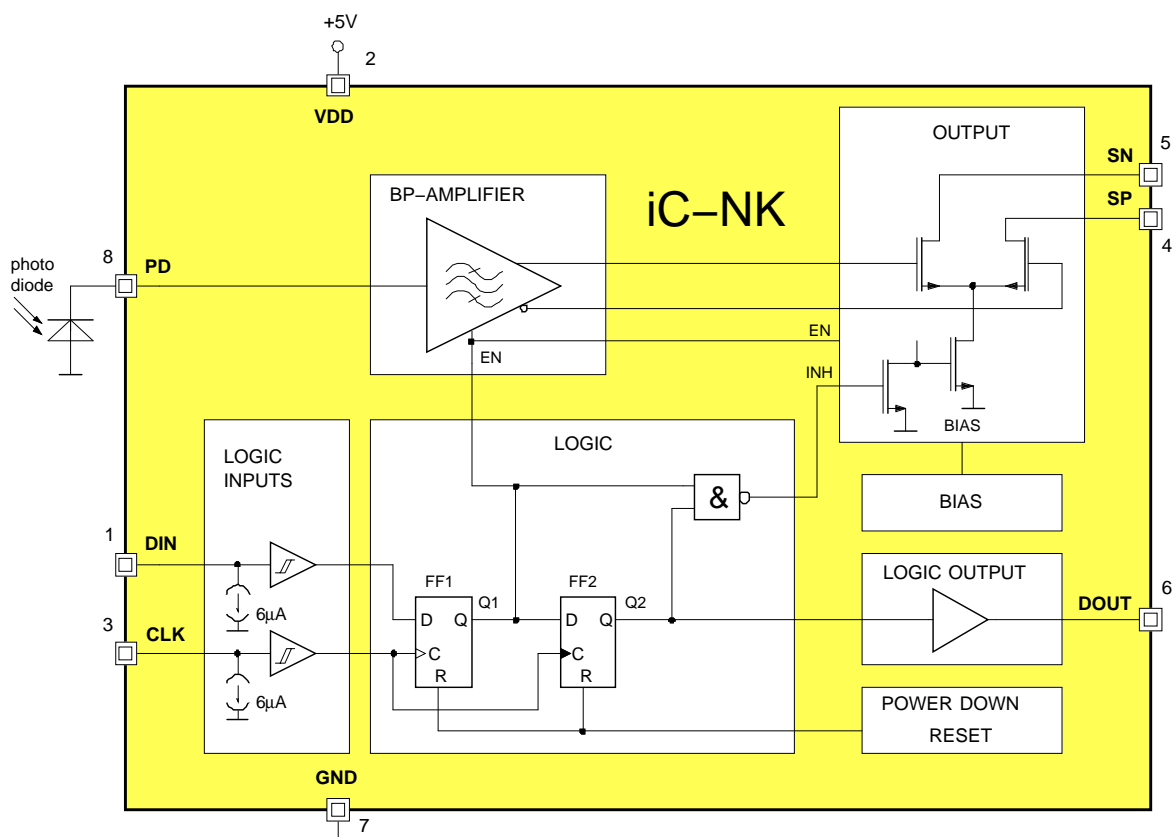 +5V
2
VDD
OUTPUT
5
SN
BP−AMPLIFIER
iC−NK
SP
4
8
PD
photo
diode
EN
EN
INH
BIAS
LOGIC
INPUTS
LOGIC
&
BIAS
1
DIN
LOGIC OUTPUT
FF1
Q1
FF2
Q2
DOUT
6
6µA
D
Q
D
Q
3
CLK
C
C
R
R
6µA
POWER DOWN
RESET
GND
7